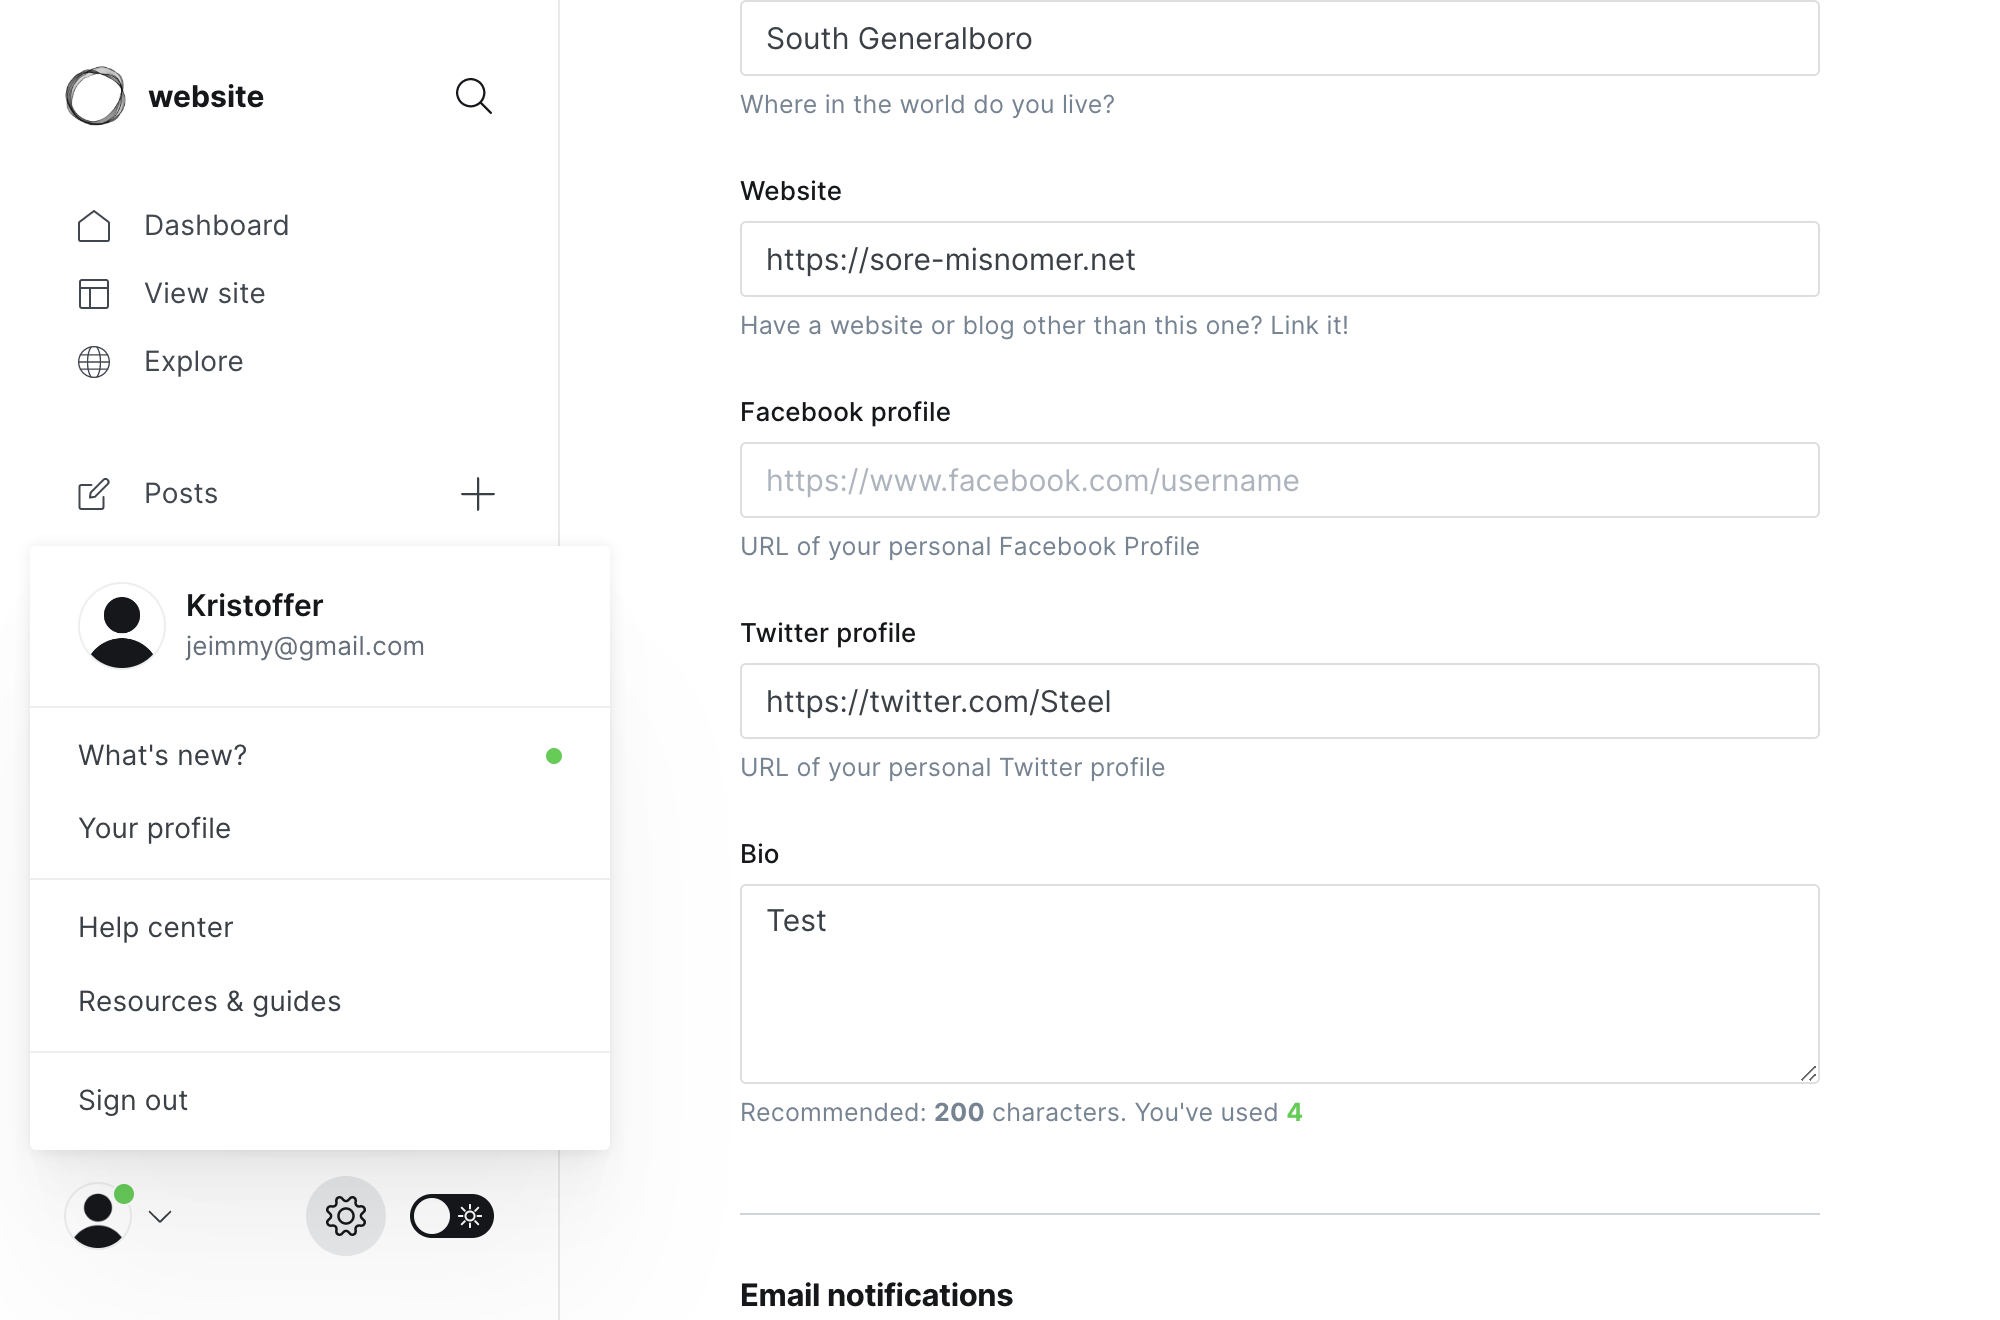 website
Dashboard
View site
Explore
Posts
Kristoffer
jeimmy@gmail.com
What's new?
Your profile
Help center
Resources & guides
Sign out
South Generalboro
Where in the world do you live?
Website
https://sore-misnomer.net
Have a website or blog other than this one? Link it!
Facebook profile
https://www.facebook.com/username
URL of your personal Facebook Profile
Twitter profile
https://twitter.com/Steel
URL of your personal Twitter profile
Bio
Test
Recommended: 200 characters. You've used 4
Email notifications